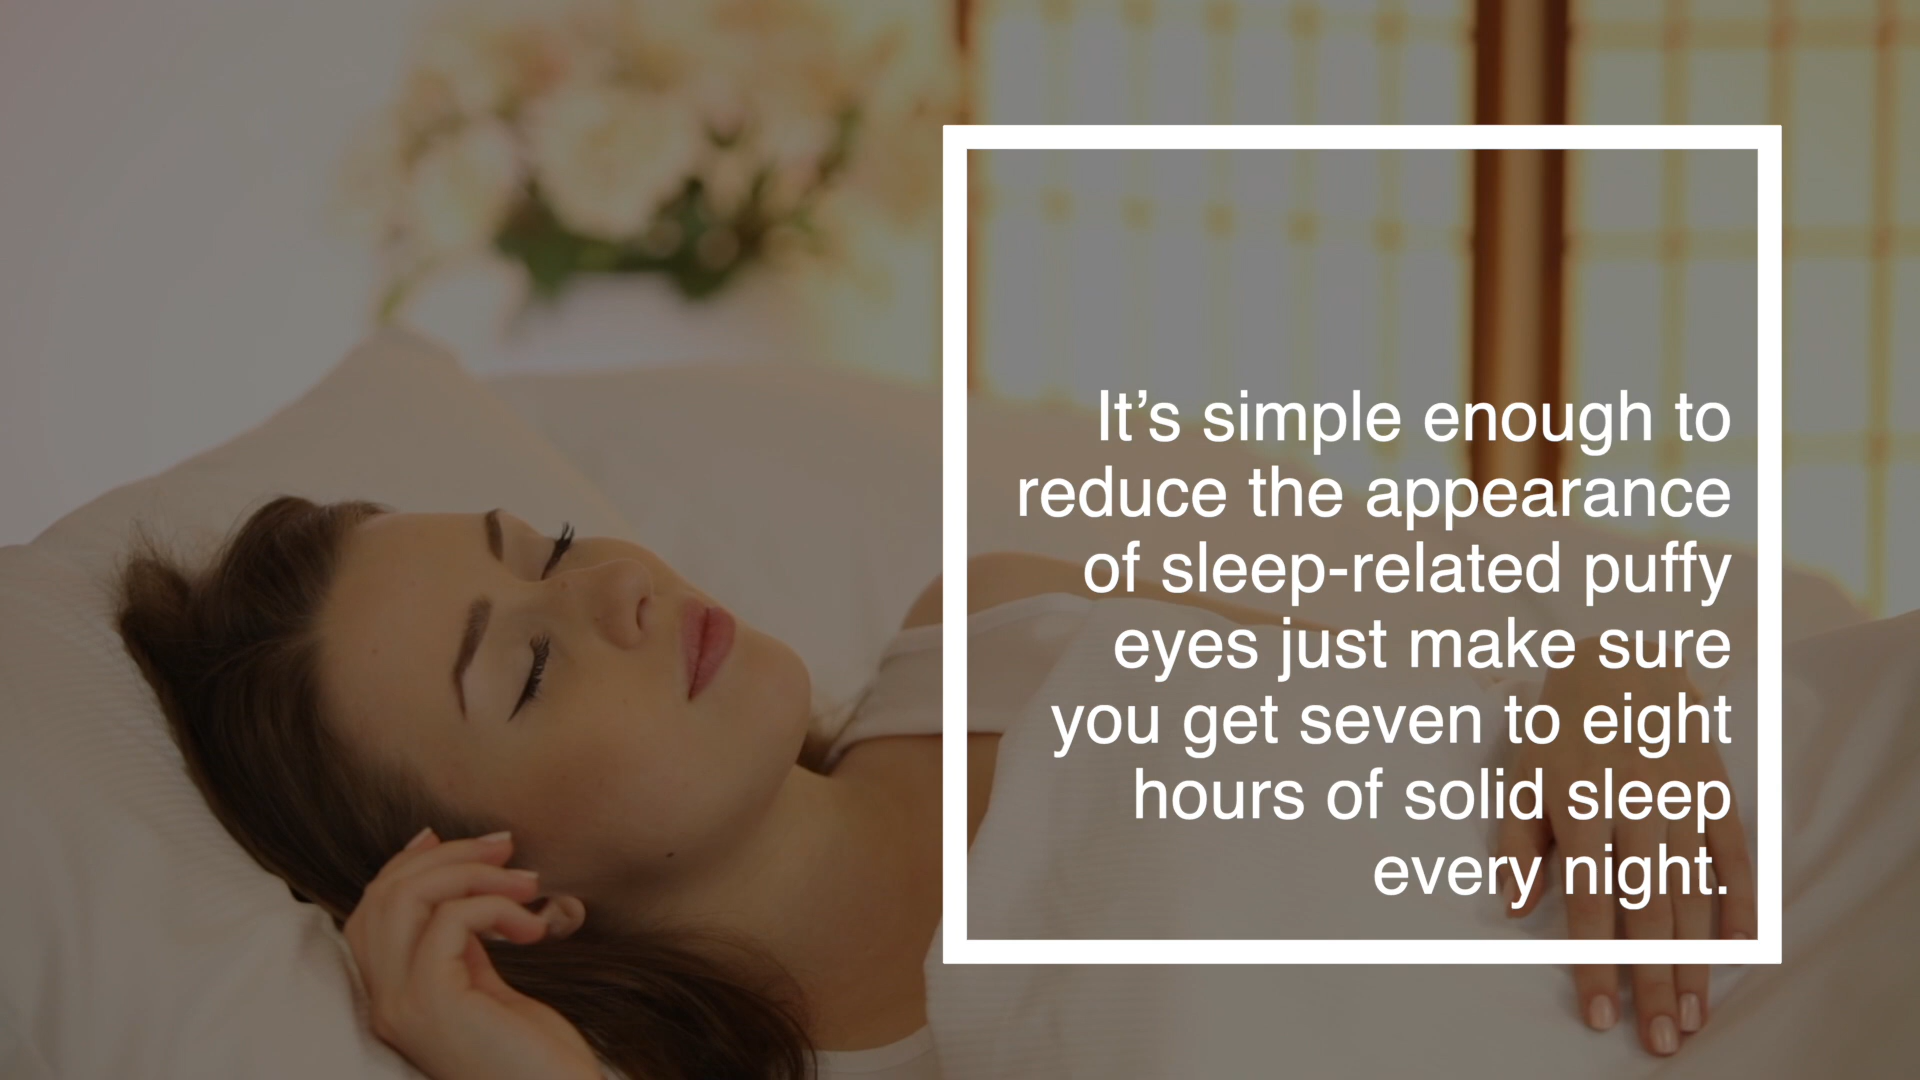 It’s simple enough to
reduce the appearance
of sleep-related puffy
eyes just make sure
you get seven to eight
hours of solid sleep
every night.